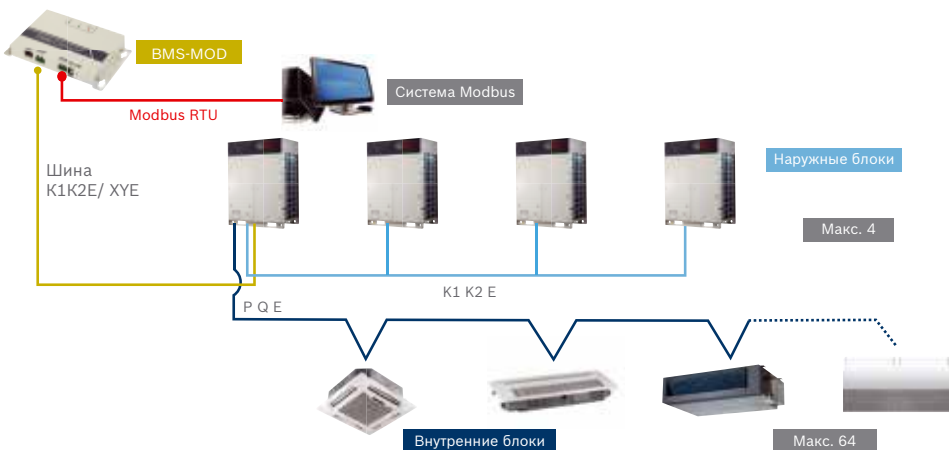 BMS-MOD
Система Modbus
Modbus RTU
Шина
K1K2E/ XYE
Наружные блоки
Макс. 4
K1 K2 E
P Q E
Внутренние блоки
Макс. 64